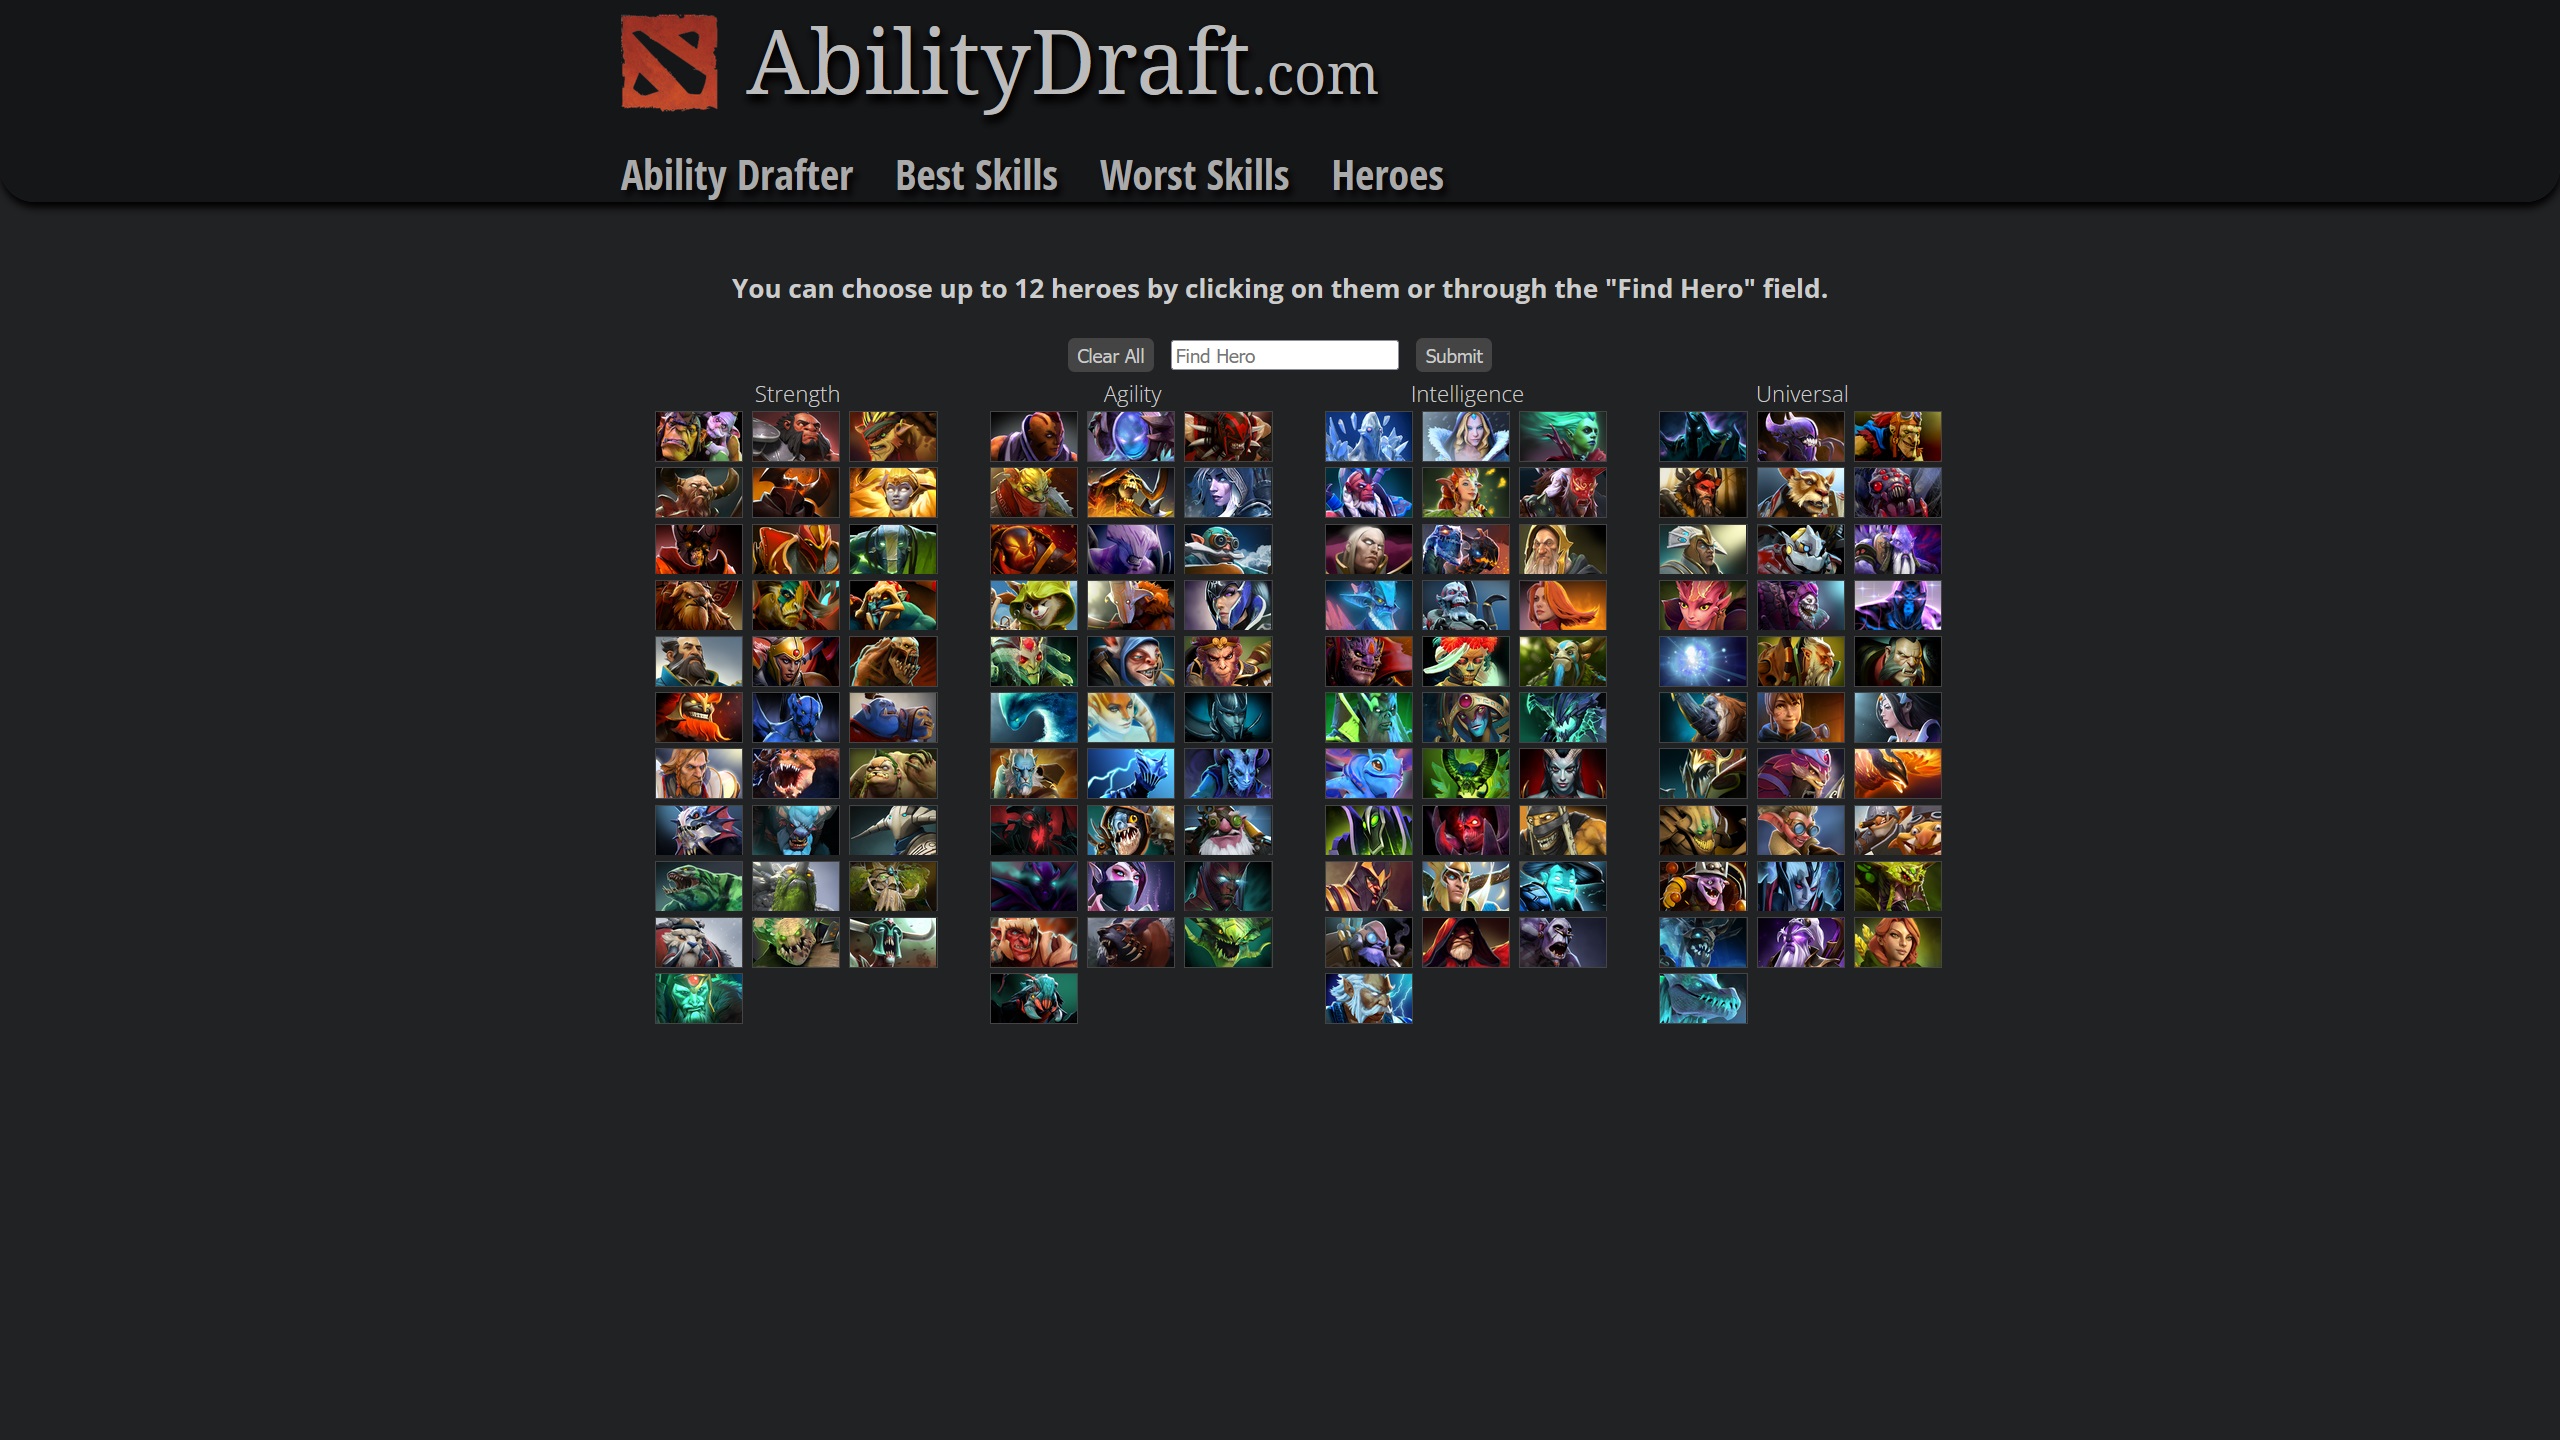 AbilityDraft.com
Ability Drafter Best Skills Worst Skills Heroes
You can choose up to 12 heroes by clicking on them or through the "Find Hero" field.
Clear All Find Hero Submit
Strength Agility Intelligence Universal